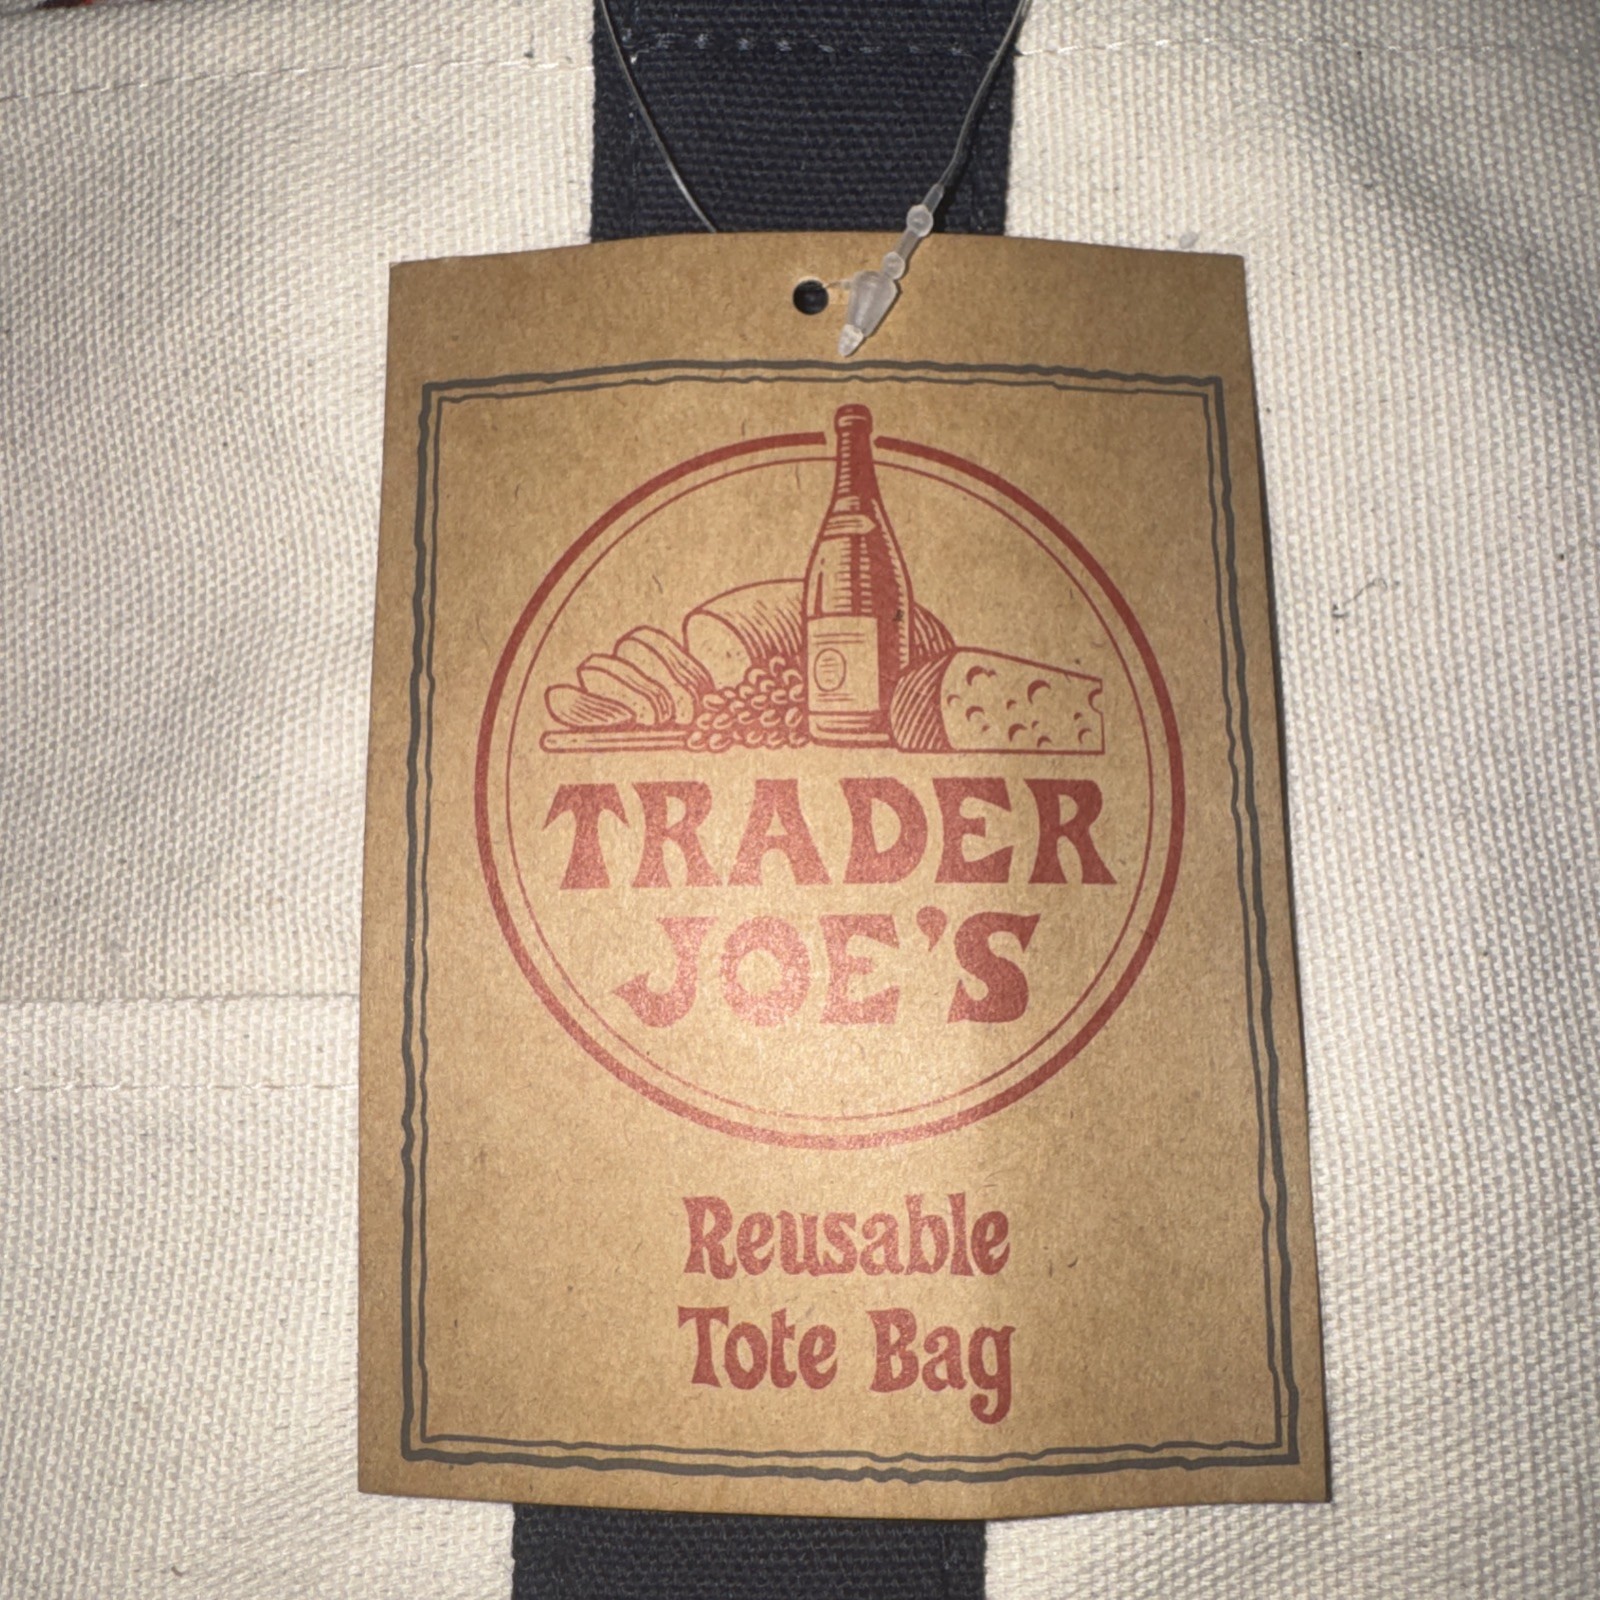 TRADER
JOE'S
Reusable
Tote Bag